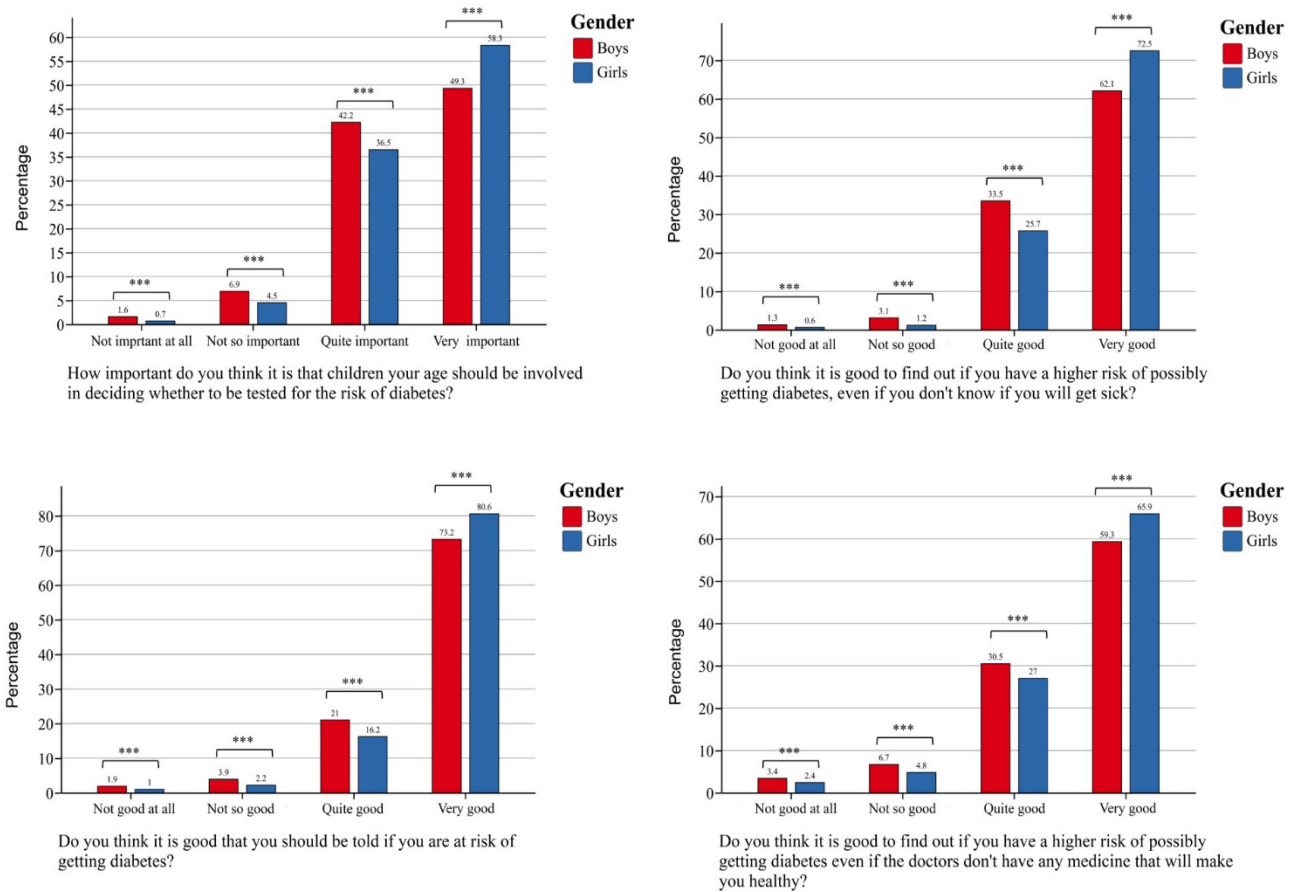 ***
Gender
Boys
Girls
Percentage
60
55
50
45
40
35
30
25
20
15
10
5
0
***
***
***
1.6
0.7
6.9
4.5
42.2
36.5
49.3
58.3
Not imprtant at all
Not so important
Quite important
Very important
How important do you think it is that children your age should be involved
in deciding whether to be tested for the risk of diabetes?
***
Gender
Boys
Girls
Percentage
70
60
50
40
30
20
10
0
***
***
***
1.3
0.6
3.1
1.2
33.5
25.7
62.1
72.5
Not good at all
Not so good
Quite good
Very good
Do you think it is good to find out if you have a higher risk of possibly
getting diabetes, even if you don't know if you will get sick?
***
Gender
Boys
Girls
Percentage
80
70
60
50
40
30
20
10
0
***
***
***
1.9
1
3.9
2.2
21
16.2
73.2
80.6
Not good at all
Not so good
Quite good
Very good
Do you think it is good that you should be told if you are at risk of
getting diabetes?
***
Gender
Boys
Girls
Percentage
70
60
50
40
30
20
10
0
***
***
***
3.4
2.4
6.7
4.8
30.5
27
59.3
65.9
Not good at all
Not so good
Quite good
Very good
Do you think it is good to find out if you have a higher risk of possibly
getting diabetes even if the doctors don't have any medicine that will make
you healthy?